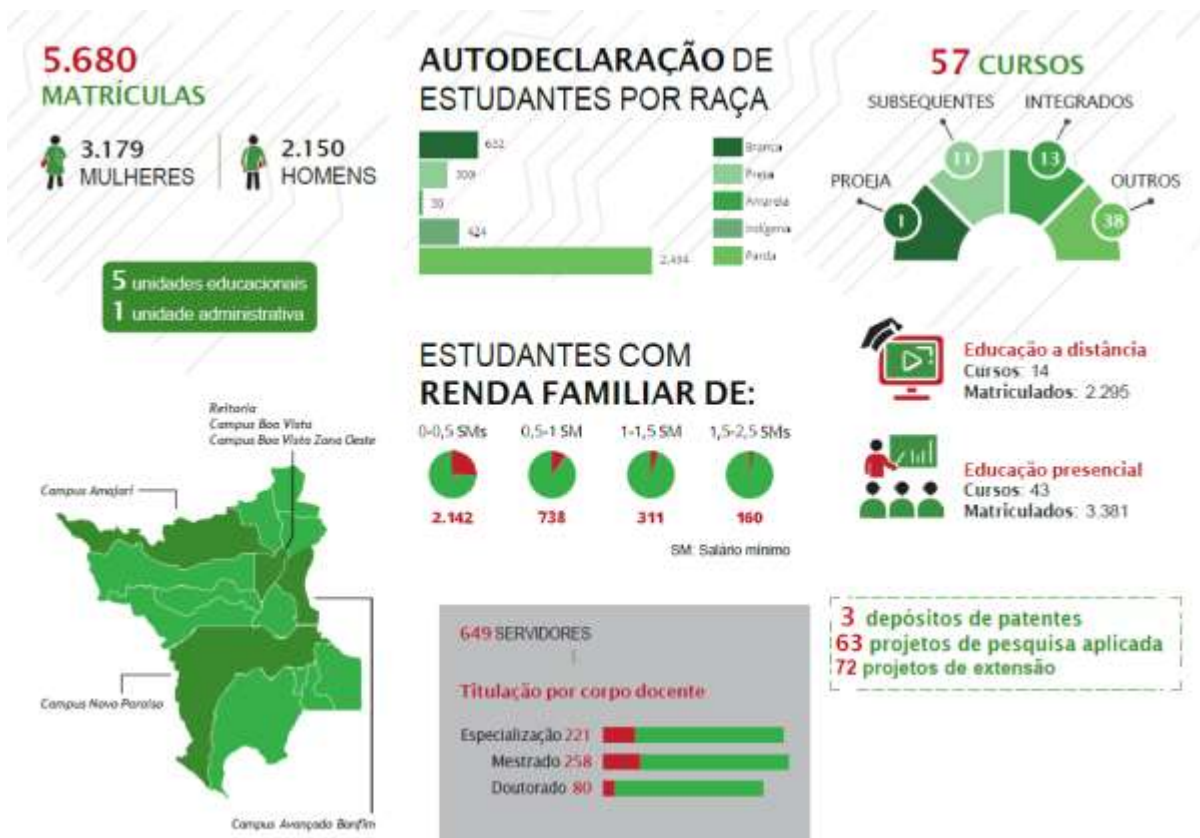 5.680
MATRÍCULAS
3.179
MULHERES
2.150
HOMENS
5 unidades educacionais
1 unidade administrativa
Reitoria
Campus Boa Vista
Campus Boa Vista Zona Oeste
Campus Amajari
Campus Novo Paraíso
Campus Avançado Bonfim
AUTODECLARAÇÃO DE
ESTUDANTES POR RAÇA
632
300
30
424
Branca
Preta
Amarela
Indígena
Parda
ESTUDANTES COM
RENDA FAMILIAR DE:
0-0,5 SMs
0,5-1 SM
1-1,5 SM
1,5-2,5 SMs
2.142
738
311
160
SM: Salário mínimo
649 SERVIDORES
Titulação por corpo docente
Especialização 221
Mestrado 258
Doutorado 80
57 CURSOS
SUBSEQUENTES
INTEGRADOS
PROEJA
OUTROS
1
11
13
38
Educação a distância
Cursos: 14
Matriculados: 2.295
Educação presencial
Cursos: 43
Matriculados: 3.381
3 depósitos de patentes
63 projetos de pesquisa aplicada
72 projetos de extensão